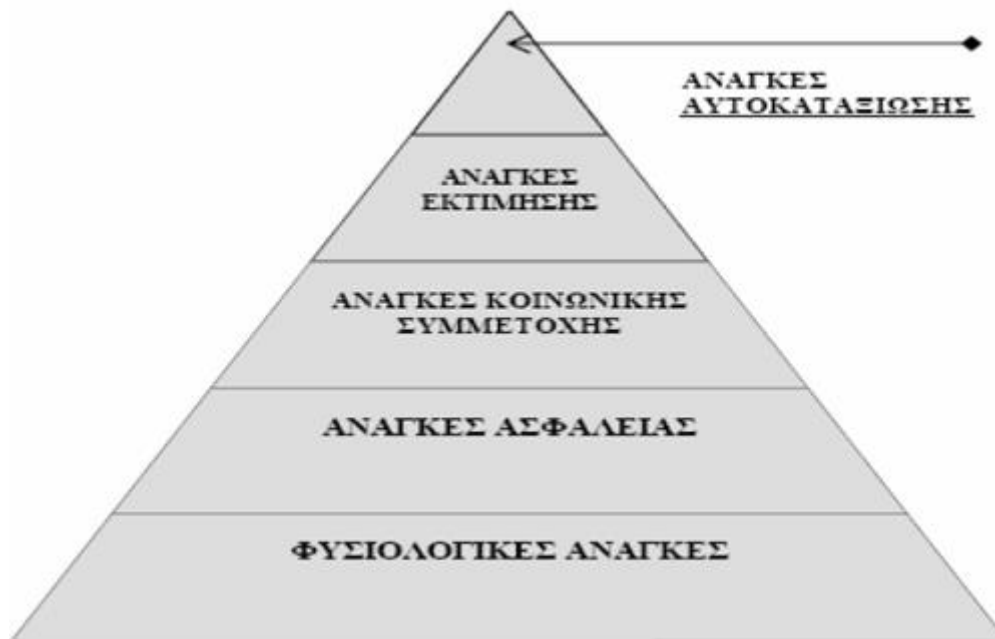 ΑΝΑΓΚΕΣ
ΑΥΤΟΚΑΤΑΞΙΩΣΗΣ
ΑΝΑΓΚΕΣ
ΕΚΤΙΜΗΣΗΣ
ΑΝΑΓΚΕΣ ΚΟΙΝΩΝΙΚΗΣ
ΣΥΜΜΕΤΟΧΗΣ
ΑΝΑΓΚΕΣ ΑΣΦΑΛΕΙΑΣ
ΦΥΣΙΟΛΟΓΙΚΕΣ ΑΝΑΓΚΕΣ